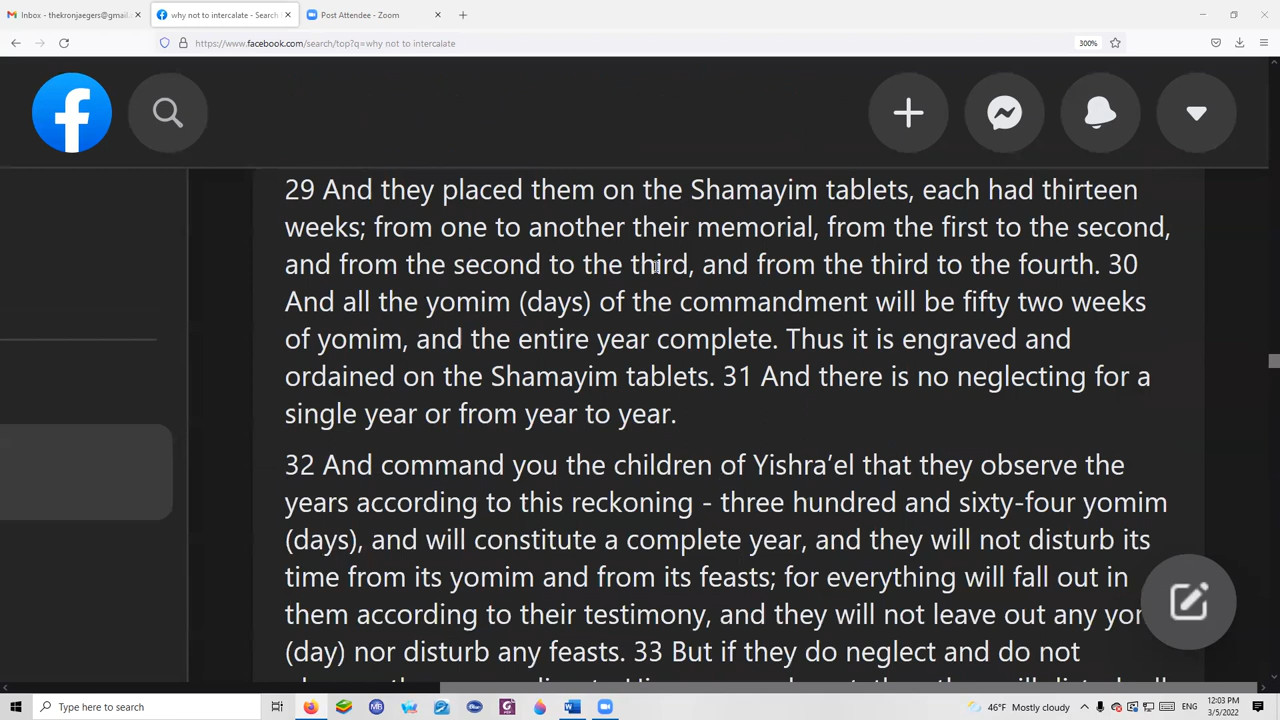 Inbox - thekronjaegers@gmail.
why not to intercalate - Search
Post Attendee - Zoom
https://www.facebook.com/search/top?q=why not to intercalate
300%
29 And they placed them on the Shamayim tablets, each had thirteen
weeks; from one to another their memorial, from the first to the second,
and from the second to the third, and from the third to the fourth. 30
And all the yomim (days) of the commandment will be fifty two weeks
of yomim, and the entire year complete. Thus it is engraved and
ordained on the Shamayim tablets. 31 And there is no neglecting for a
single year or from year to year.
32 And command you the children of Yishra’el that they observe the
years according to this reckoning - three hundred and sixty-four yomim
(days), and will constitute a complete year, and they will not disturb its
time from its yomim and from its feasts; for everything will fall out in
them according to their testimony, and they will not leave out any yom
(day) nor disturb any feasts. 33 But if they do neglect and do not
Type here to search
46°F Mostly cloudy
12:03 PM
3/5/2022